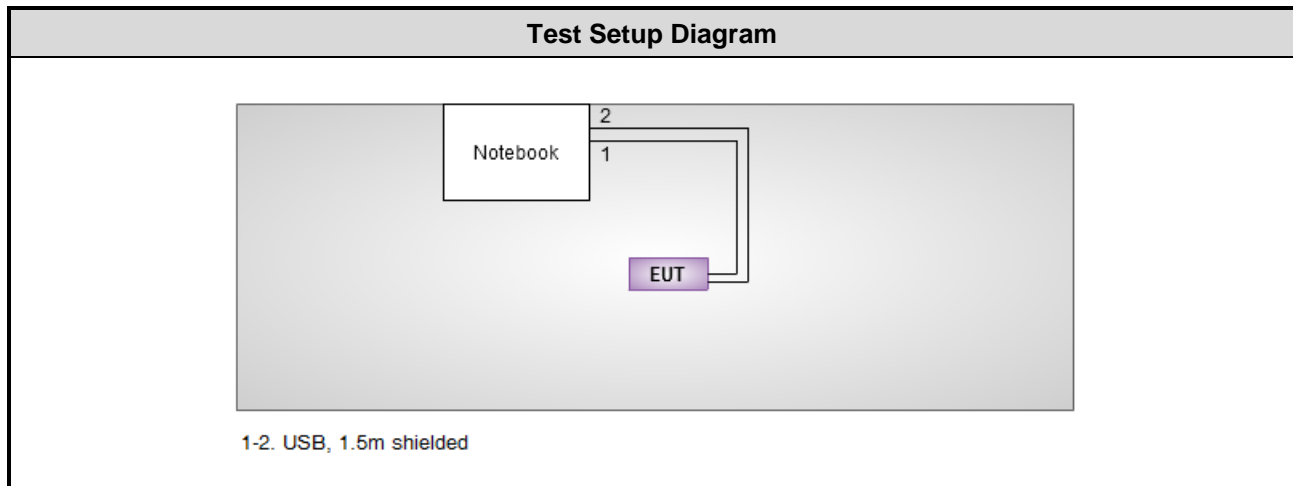 Test Setup Diagram
2
Notebook
1
EUT
1-2. USB, 1.5m shielded